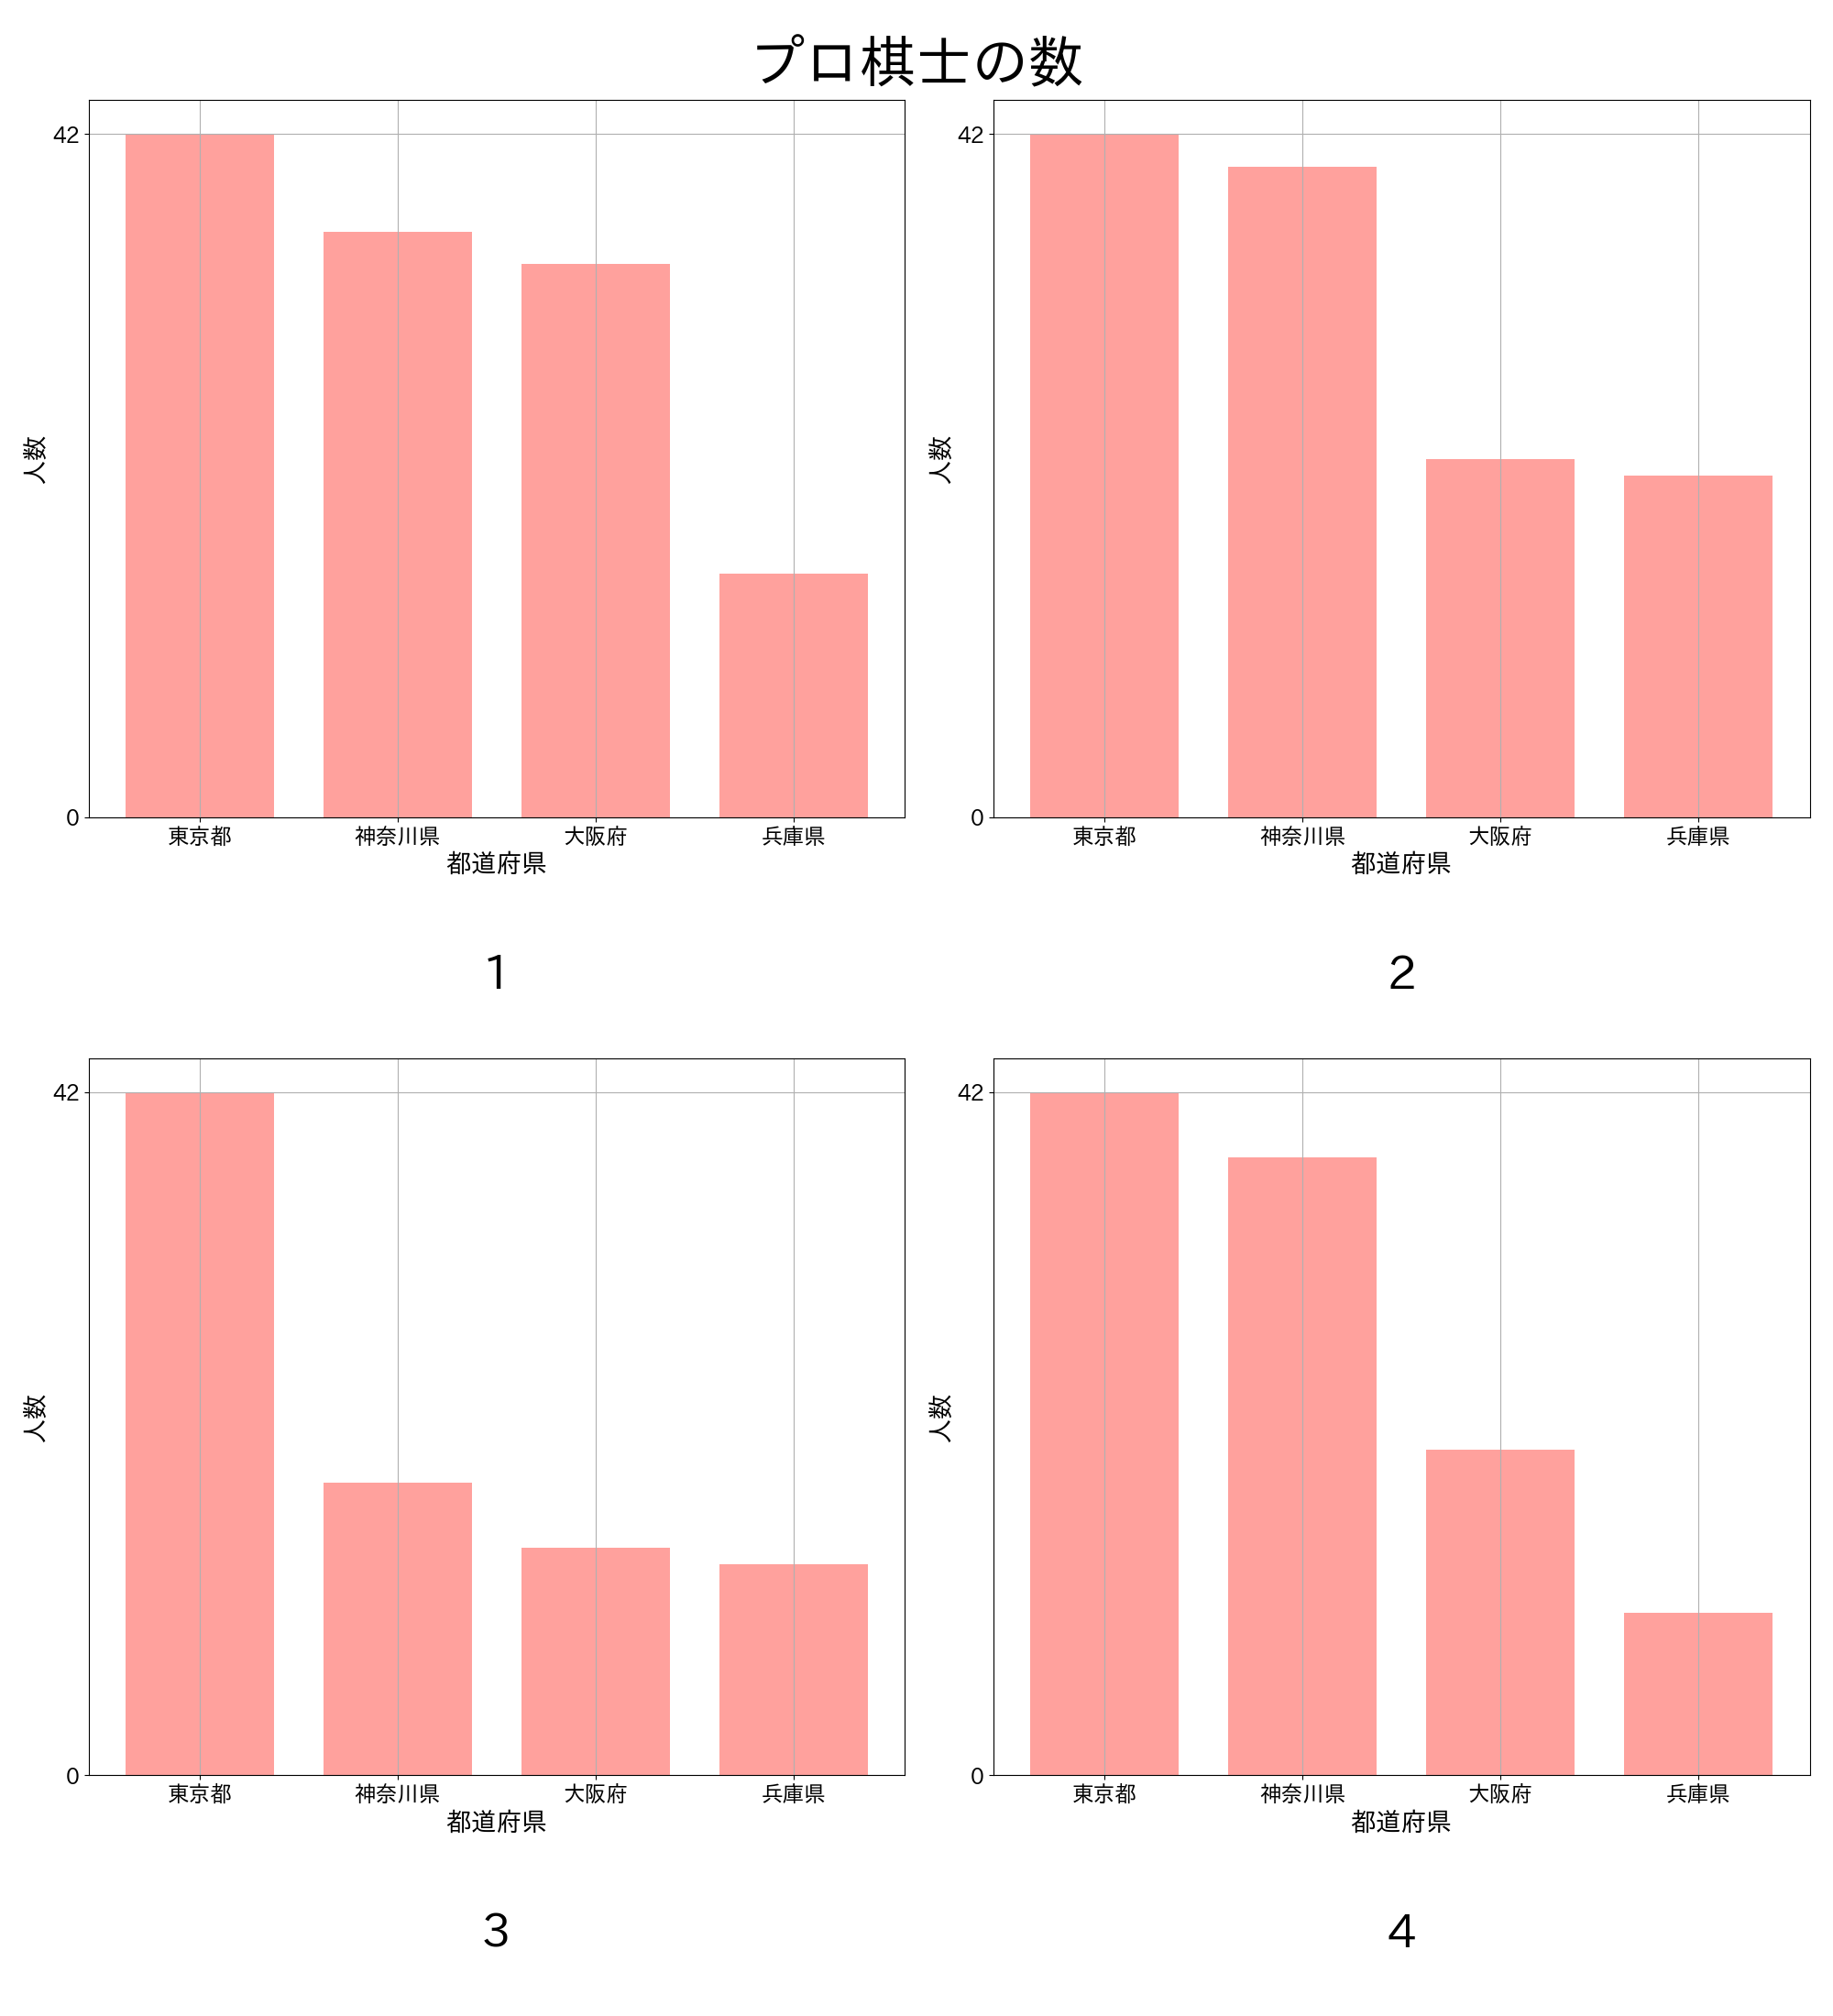 プロ棋士の数
42
0
人数
東京都 神奈川県 大阪府 兵庫県
都道府県
1
42
0
人数
東京都 神奈川県 大阪府 兵庫県
都道府県
2
42
0
人数
東京都 神奈川県 大阪府 兵庫県
都道府県
3
42
0
人数
東京都 神奈川県 大阪府 兵庫県
都道府県
4